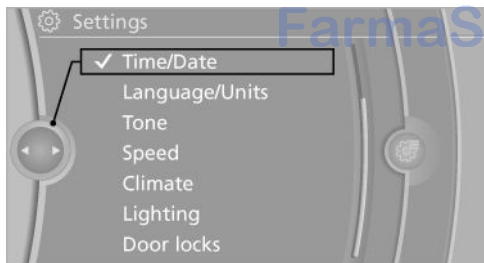 Settings
FarmaS
✓ Time/Date
Language/Units
Tone
Speed
Climate
Lighting
Door locks